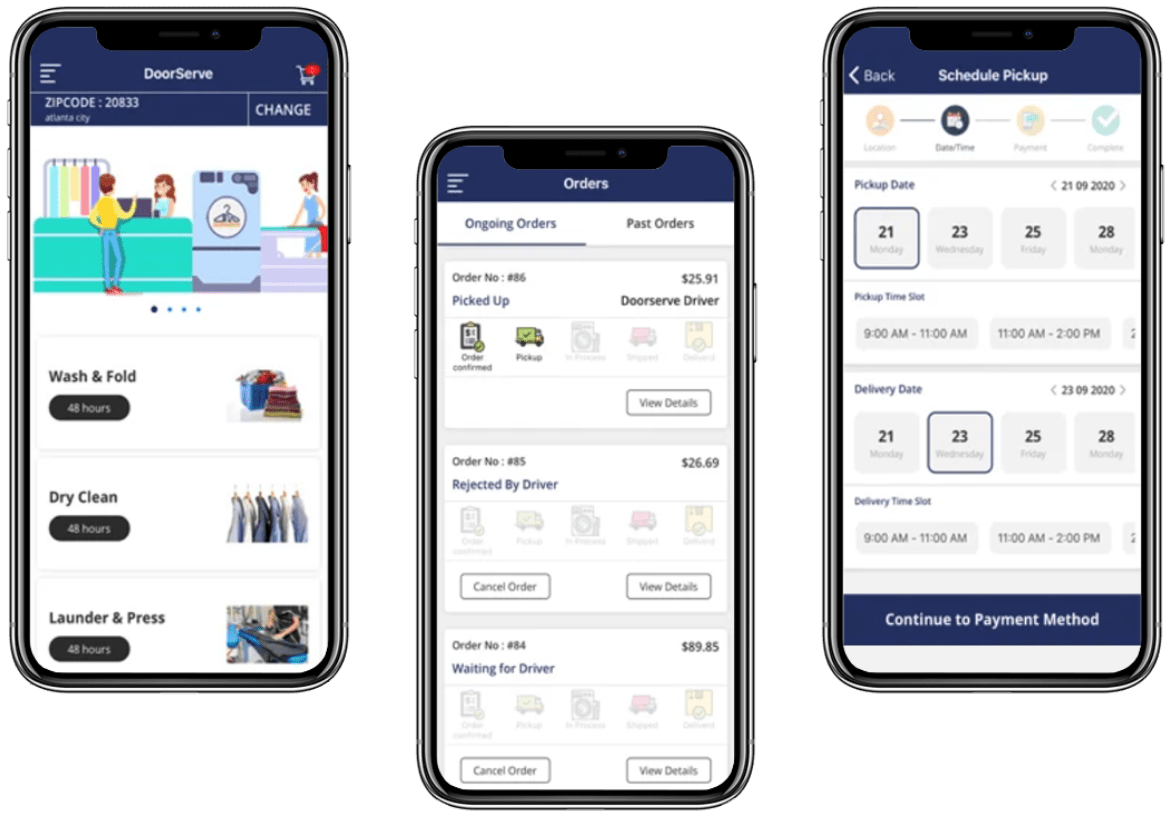 DoorServe
ZIPCODE : 20833
atlanta city
CHANGE
Wash & Fold
48 hours
Dry Clean
48 hours
Launder & Press
48 hours
Orders
Ongoing Orders
Past Orders
Order No : #86
$25.91
Picked Up
Doorserve Driver
Order
confirmed
Pickup
In Process
Shipped
Deliverd
View Details
Order No : #85
$26.69
Rejected By Driver
Order
confirmed
Pickup
In Process
Shipped
Deliverd
Cancel Order
View Details
Order No : #84
$89.85
Waiting for Driver
Order
confirmed
Pickup
In Process
Shipped
Deliverd
Cancel Order
View Details
Back
Schedule Pickup
Location
Date/Time
Payment
Complete
Pickup Date
21 09 2020
21
Monday
23
Wednesday
25
Friday
28
Monday
Pickup Time Slot
9:00 AM - 11:00 AM
11:00 AM - 2:00 PM
Delivery Date
23 09 2020
21
Monday
23
Wednesday
25
Friday
28
Monday
Delivery Time Slot
9:00 AM - 11:00 AM
11:00 AM - 2:00 PM
Continue to Payment Method